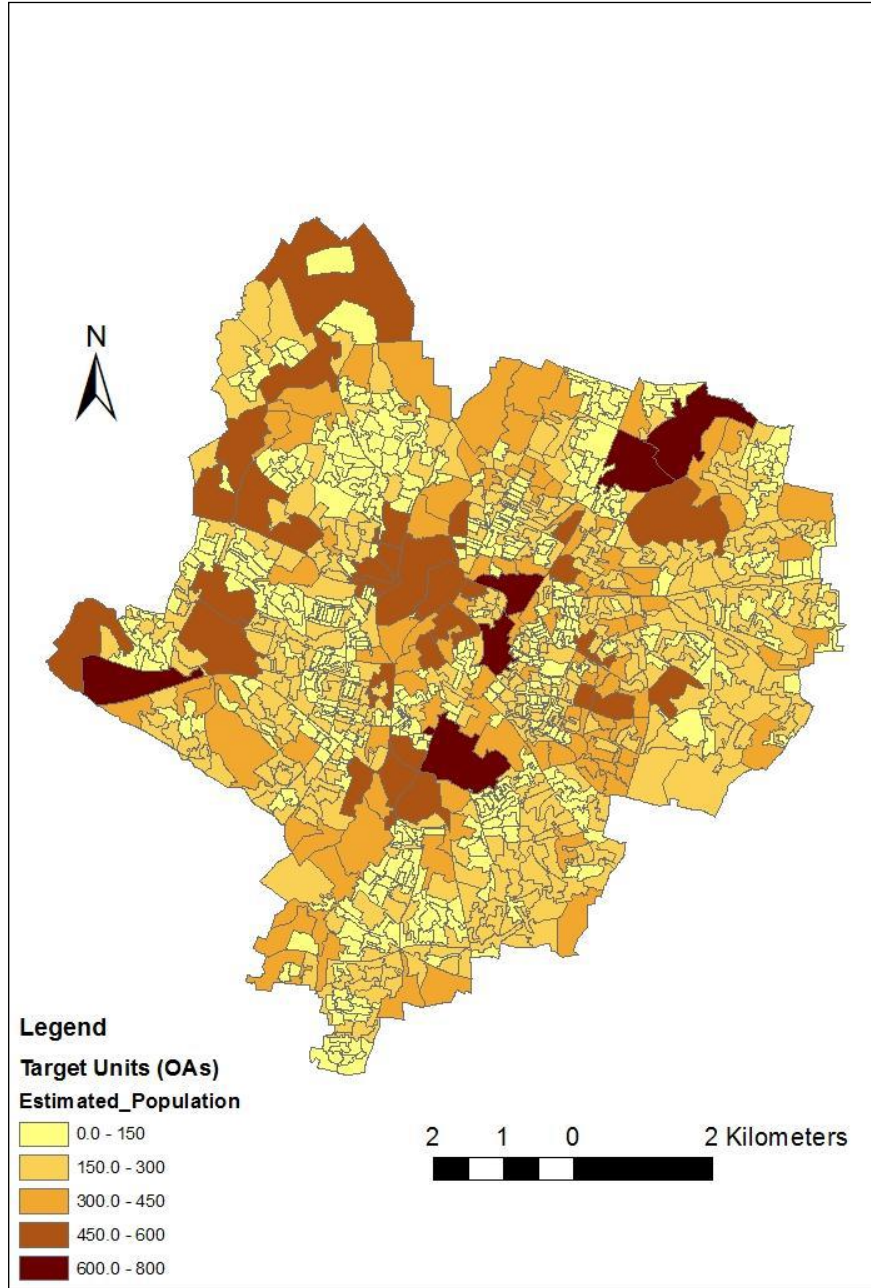 N
Legend
Target Units (OAs)
Estimated_Population
0.0 - 150
150.0 - 300
300.0 - 450
450.0 - 600
600.0 - 800
2 1 0 2 Kilometers